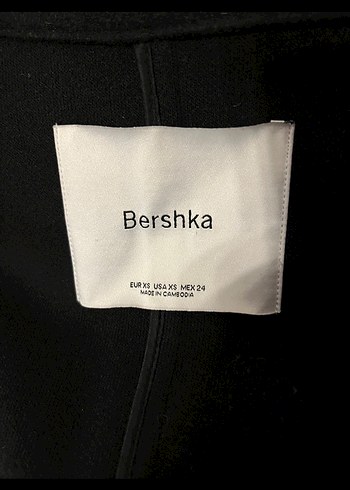 Bershka
EUR XS USA XS MEX 24
MADE IN CAMBODIA